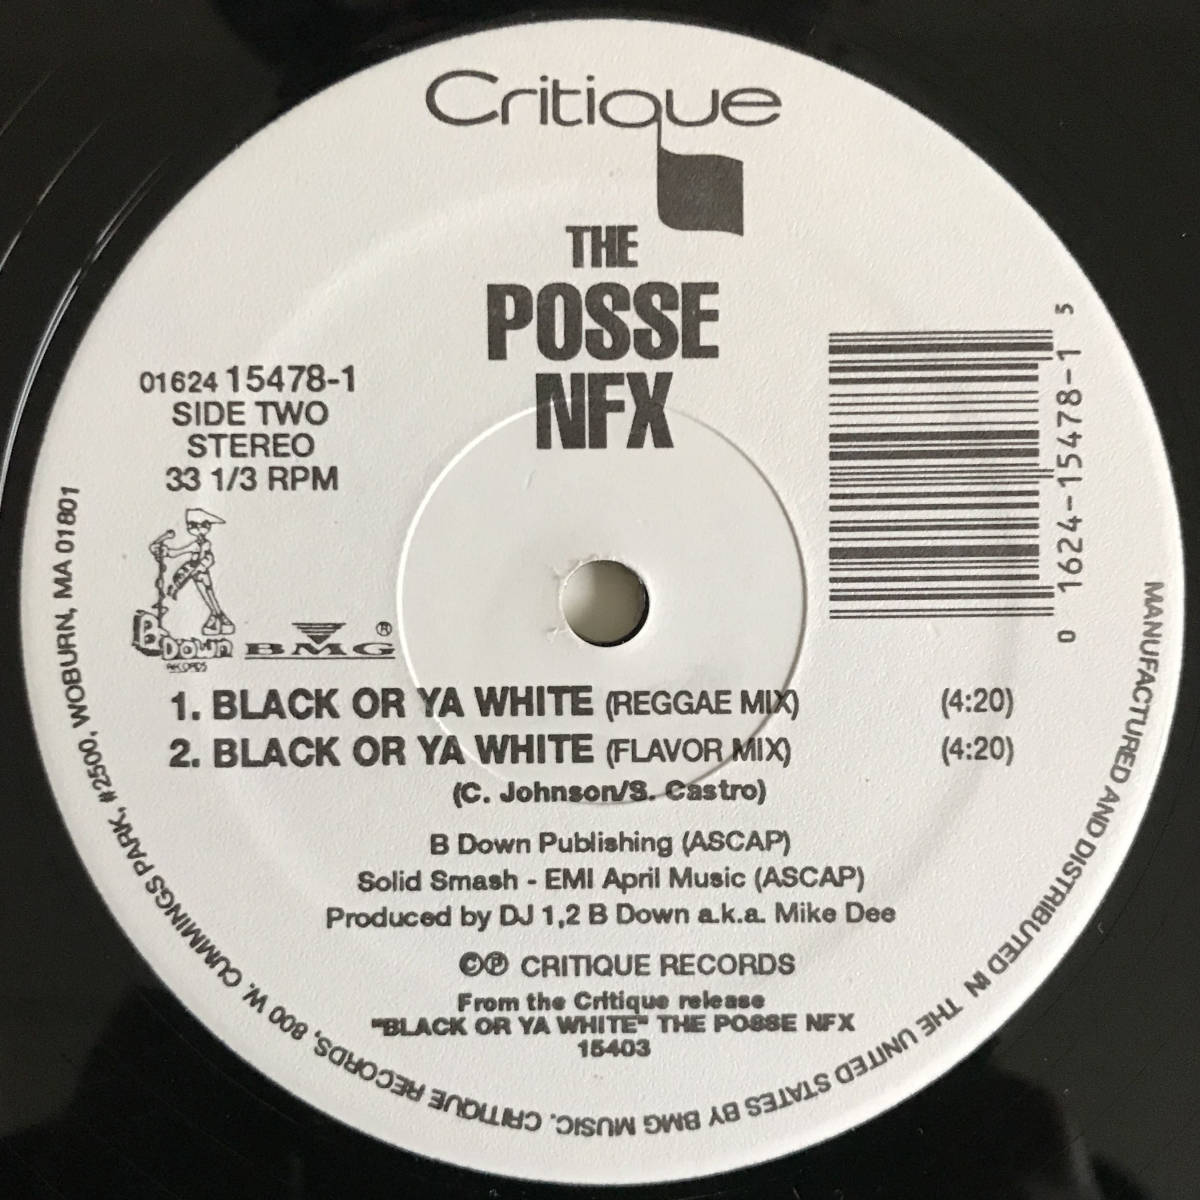 Critique
THE
POSSE
NFX
01624 15478-1
SIDE TWO
STEREO
33 1/3 RPM
B DOWN
RECORDS
BMG®
0 1624-15478-1 5
1. BLACK OR YA WHITE (REGGAE MIX) (4:20)
2. BLACK OR YA WHITE (FLAVOR MIX) (4:20)
(C. Johnson/S. Castro)
B Down Publishing (ASCAP)
Solid Smash - EMI April Music (ASCAP)
Produced by DJ 1,2 B Down a.k.a. Mike Dee
©℗ CRITIQUE RECORDS
From the Critique release
"BLACK OR YA WHITE" THE POSSE NFX
15403
MANUFACTURED AND DISTRIBUTED IN THE UNITED STATES BY BMG MUSIC. CRITIQUE RECORDS, 800 W. CUMMINGS PARK, #2500, WOBURN, MA 01801